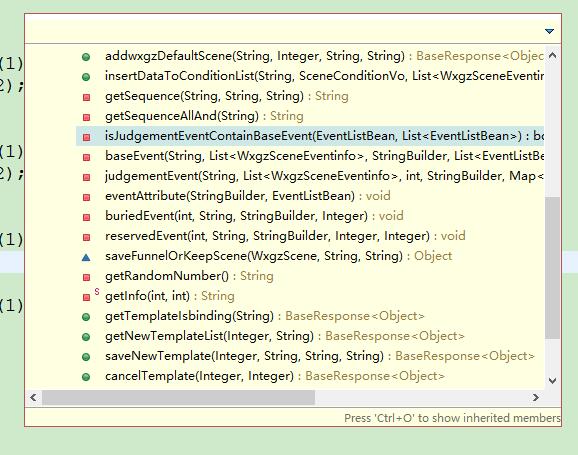 (1)
2);
(1)
2);
(1)
(1)
addwxgzDefaultScene(String, Integer, String, String) : BaseResponse<Objec
insertDataToConditionList(String, SceneConditionVo, List<WxgzSceneEventin
getSequence(String, String, String) : String
getSequenceAllAnd(String) : String
isJudgementEventContainBaseEvent(EventListBean, List<EventListBean>) : bo
baseEvent(String, List<WxgzSceneEventinfo>, StringBuilder, List<EventListBe
judgementEvent(String, List<WxgzSceneEventinfo>, int, StringBuilder, Map<
eventAttribute(StringBuilder, EventListBean) : void
buriedEvent(int, String, StringBuilder, Integer) : void
reservedEvent(int, String, StringBuilder, Integer, Integer) : void
saveFunnelOrKeepScene(WxgzScene, String, String) : Object
getRandomNumber() : String
S getInfo(int, int) : String
getTemplateIsbinding(String) : BaseResponse<Object>
getNewTemplateList(Integer, String) : BaseResponse<Object>
saveNewTemplate(Integer, String, String, String) : BaseResponse<Object>
cancelTemplate(Integer, Integer) : BaseResponse<Object>
Press 'Ctrl+O' to show inherited members